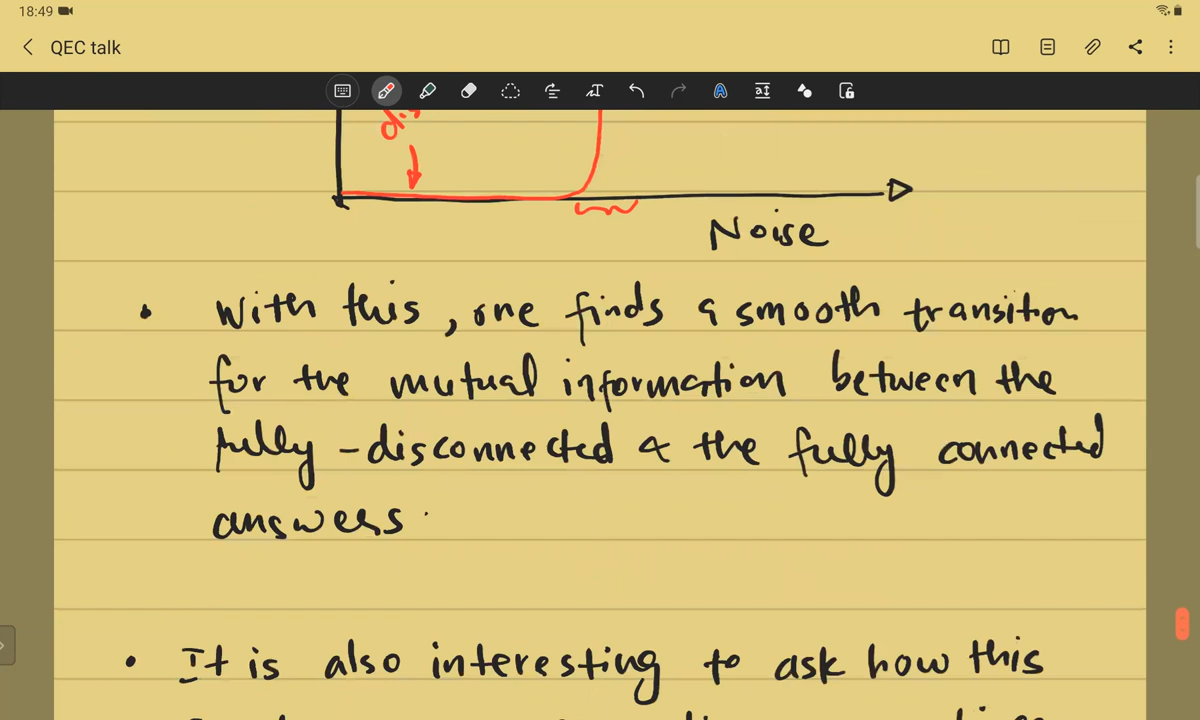 18:49
QEC talk
Noise
• With this, one finds a smooth transition
for the mutual information between the
fully-disconnected & the fully connected
answers.
• It is also interesting to ask how this